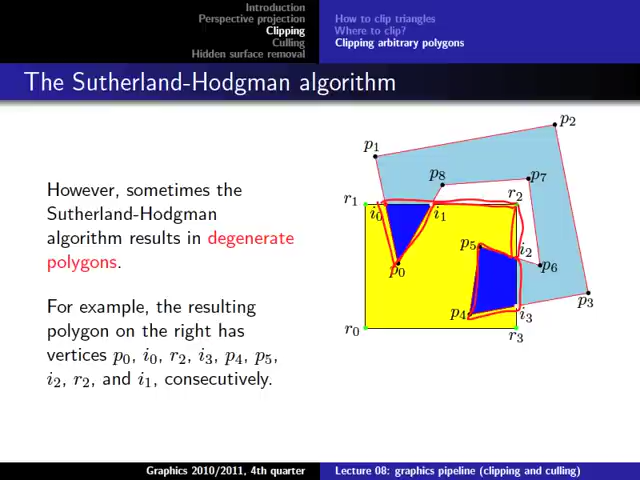 Introduction
Perspective projection
Clipping
Culling
Hidden surface removal
How to clip triangles
Where to clip?
Clipping arbitrary polygons
The Sutherland-Hodgman algorithm
However, sometimes the
Sutherland-Hodgman
algorithm results in degenerate
polygons.
For example, the resulting
polygon on the right has
vertices p0, i0, r2, i3, p4, p5,
i2, r2, and i1, consecutively.
p2
p1
p8
p7
r1
r2
i0
i1
p5
i2
p0
p6
p3
p4
i3
r0
r3
Graphics 2010/2011, 4th quarter
Lecture 08: graphics pipeline (clipping and culling)